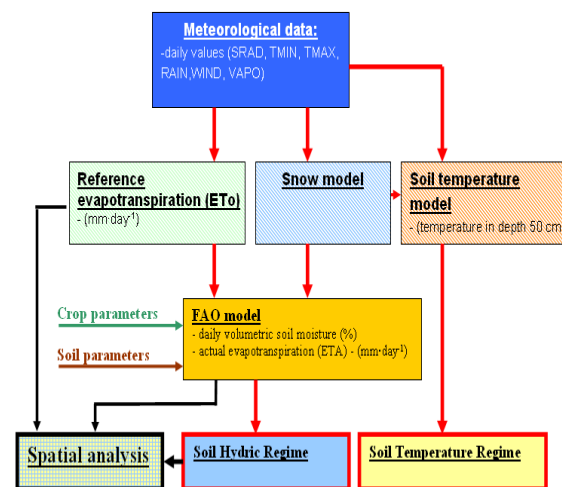 Meteorological data:
-daily values (SRAD, TMIN, TMAX,
RAIN,WIND, VAPO)
Reference
evapotranspiration (ETo)
- (mm·day-1)
Snow model
Soil temperature
model
- (temperature in depth 50 cm
Crop parameters
Soil parameters
FAO model
- daily volumetric soil moisture (%)
- actual evapotranspiration (ETA) - (mm·day-1)
Spatial analysis
Soil Hydric Regime
Soil Temperature Regime